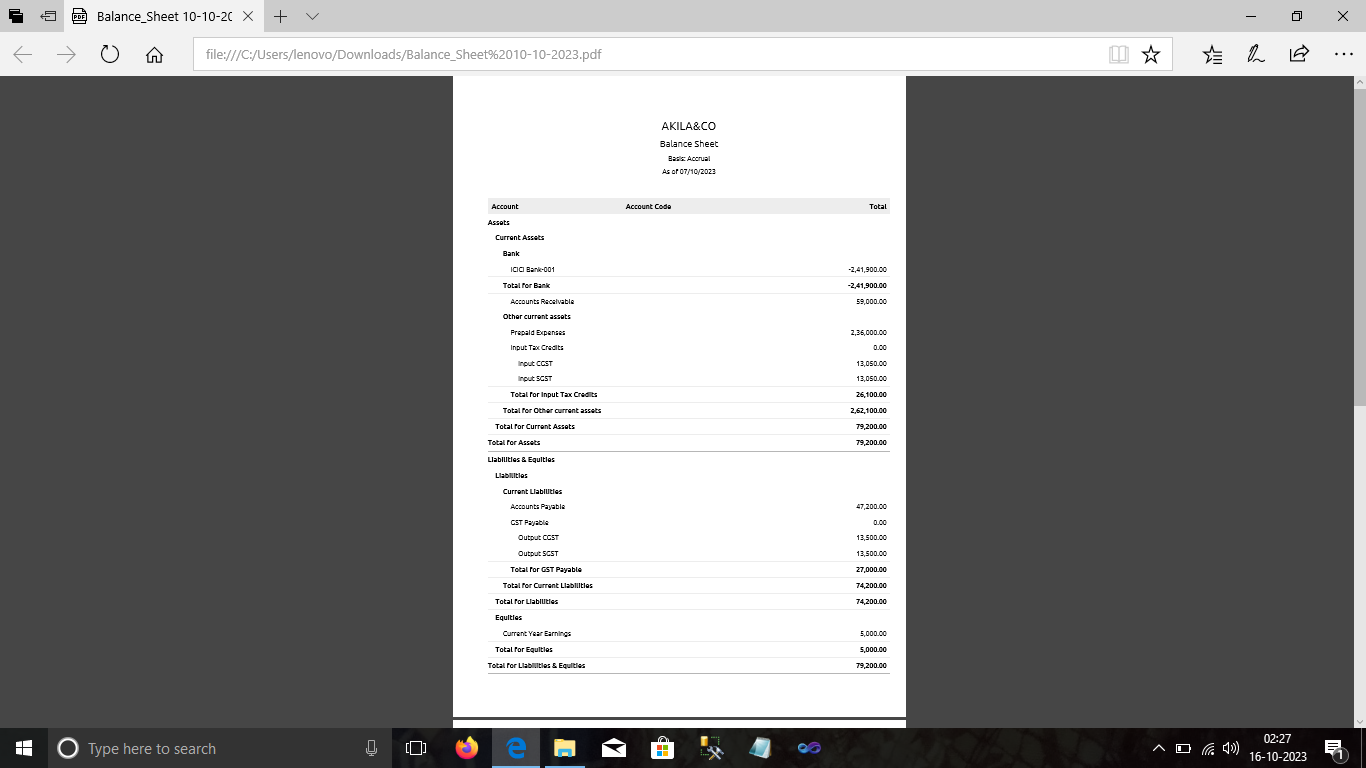 Balance_Sheet 10-10-20
file:///C:/Users/lenovo/Downloads/Balance_Sheet%2010-10-2023.pdf
AKILA&CO
Balance Sheet
Basis: Accrual
As of 07/10/2023
Account Account Code Total
Assets
Current Assets
Bank
ICICI Bank-001 -2,41,900.00
Total for Bank -2,41,900.00
Accounts Receivable 59,000.00
Other current assets
Prepaid Expenses 2,36,000.00
Input Tax Credits 0.00
Input CGST 13,050.00
Input SGST 13,050.00
Total for Input Tax Credits 26,100.00
Total for Other current assets 2,62,100.00
Total for Current Assets 79,200.00
Total for Assets 79,200.00
Liabilities & Equities
Liabilities
Current Liabilities
Accounts Payable 47,200.00
GST Payable 0.00
Output CGST 13,500.00
Output SGST 13,500.00
Total for GST Payable 27,000.00
Total for Current Liabilities 74,200.00
Total for Liabilities 74,200.00
Equities
Current Year Earnings 5,000.00
Total for Equities 5,000.00
Total for Liabilities & Equities 79,200.00
Type here to search
02:27
16-10-2023
1